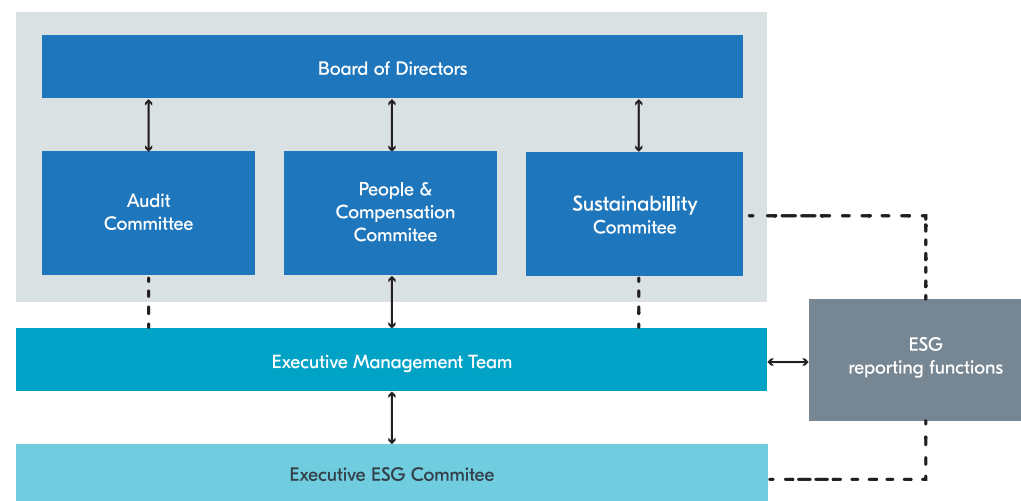 Board of Directors
Audit
Committee
People &
Compensation
Commitee
Sustainabillity
Commitee
Executive Management Team
ESG
reporting functions
Executive ESG Commitee